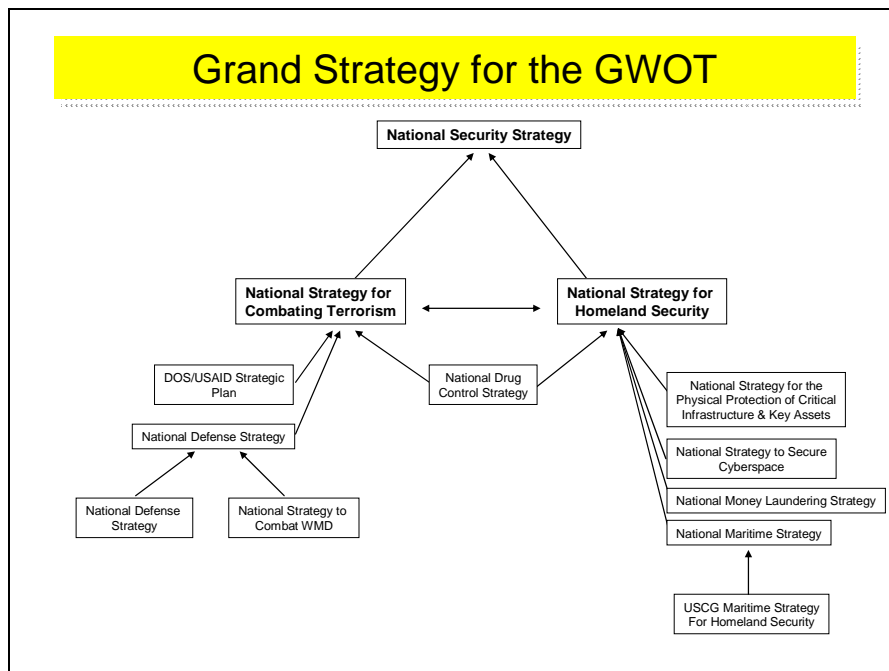 Grand Strategy for the GWOT
National Security Strategy
National Strategy for
Combating Terrorism
National Strategy for
Homeland Security
DOS/USAID Strategic
Plan
National Drug
Control Strategy
National Strategy for the
Physical Protection of Critical
Infrastructure & Key Assets
National Defense Strategy
National Strategy to Secure
Cyberspace
National Defense
Strategy
National Strategy to
Combat WMD
National Money Laundering Strategy
National Maritime Strategy
USCG Maritime Strategy
For Homeland Security